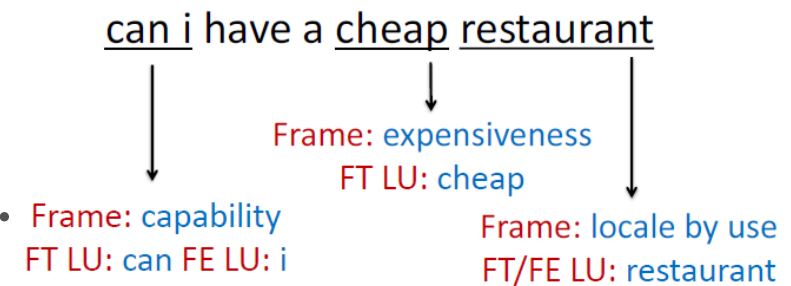 can i have a cheap restaurant
Frame: expensiveness
FT LU: cheap
• Frame: capability
FT LU: can FE LU: i
Frame: locale by use
FT/FE LU: restaurant